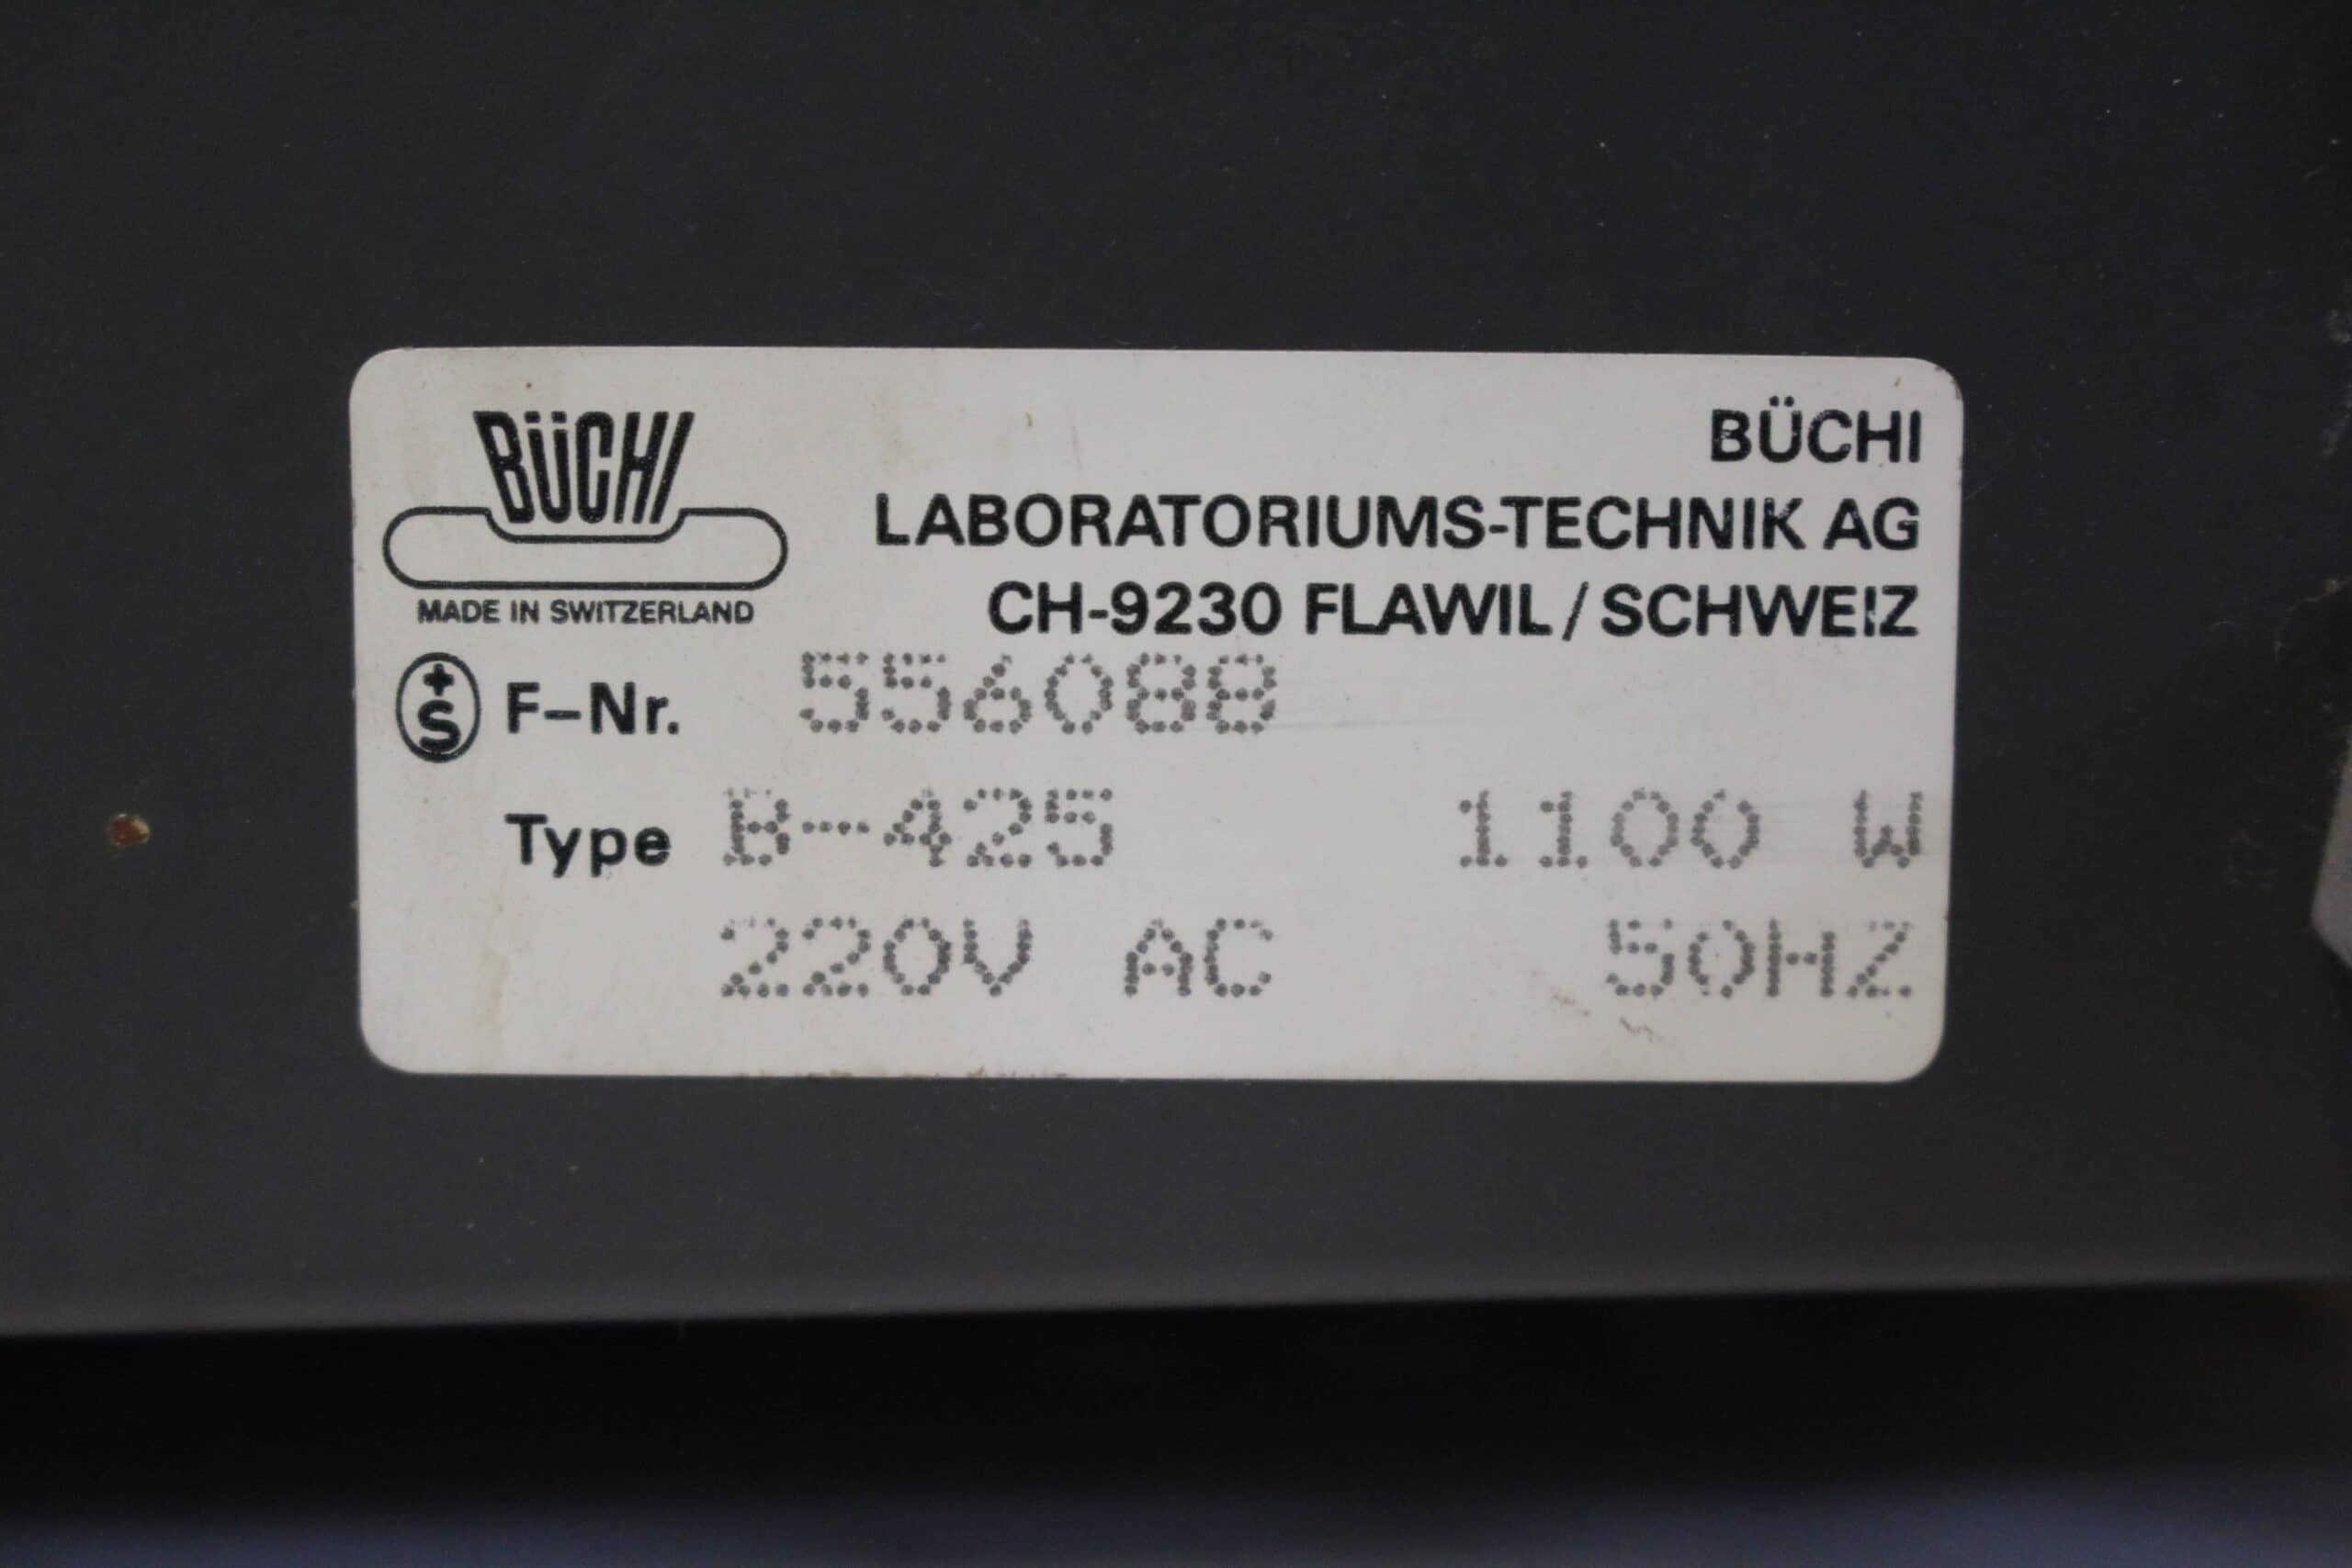 BÜCHI
MADE IN SWITZERLAND
BÜCHI
LABORATORIUMS-TECHNIK AG
CH-9230 FLAWIL/SCHWEIZ
+S F-Nr. 556088
Type B-425 1100 W
220V AC 50HZ